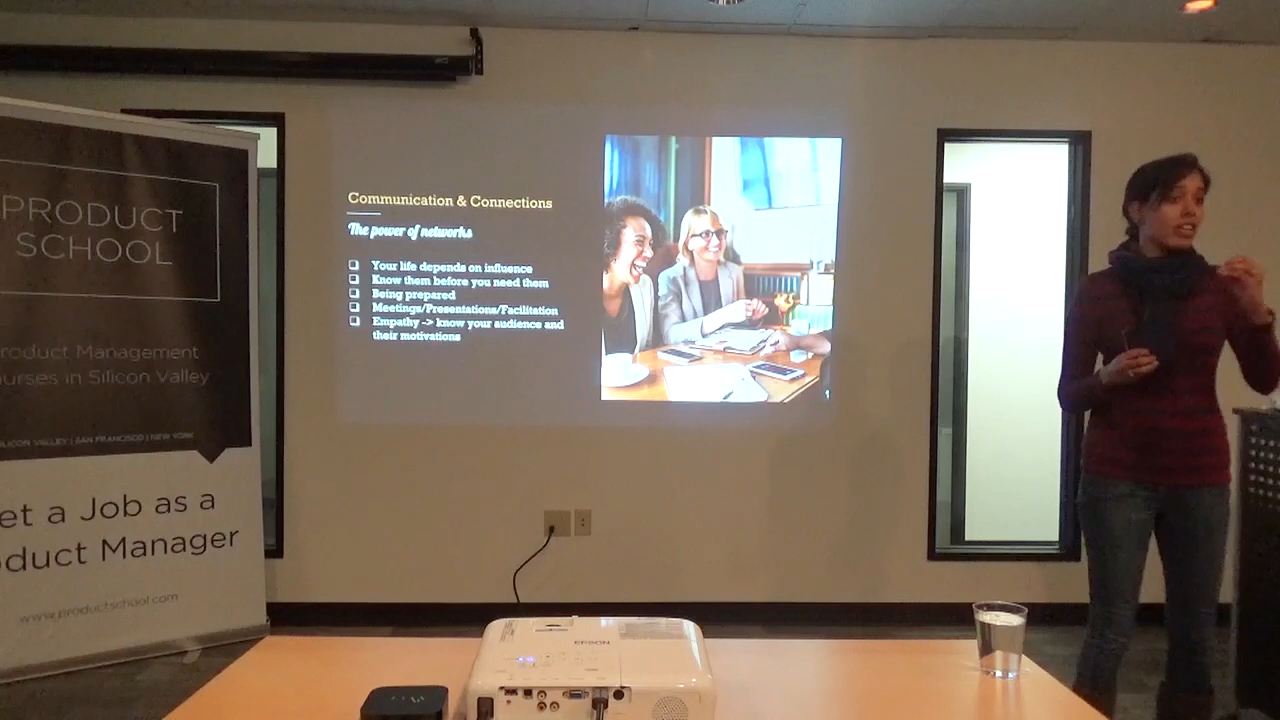 PRODUCT
SCHOOL
roduct Management
urses in Silicon Valley
ILICON VALLEY | SAN FRANCISCO | NEW YORK
et a Job as a
oduct Manager
www.productschool.com
Communication & Connections
The power of networks
Your life depends on influence
Know them before you need them
Being prepared
Meetings/Presentations/Facilitation
Empathy -> know your audience and
their motivations
EPSON